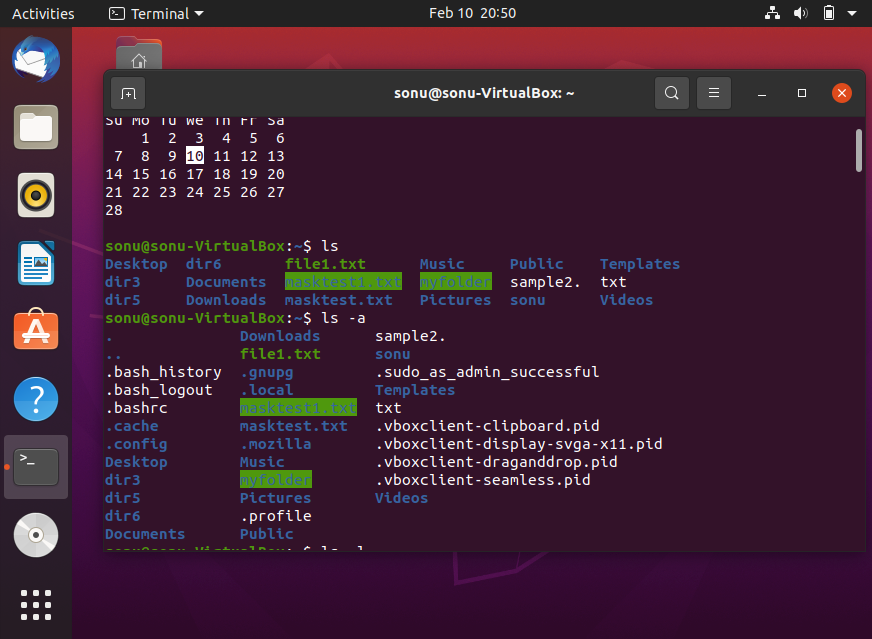 Activities Terminal Feb 10 20:50
sonu@sonu-VirtualBox: ~
Su Mo Tu We Th Fr Sa
1 2 3 4 5 6
7 8 9 10 11 12 13
14 15 16 17 18 19 20
21 22 23 24 25 26 27
28
sonu@sonu-VirtualBox:~$ ls
Desktop dir6 file1.txt Music Public Templates
dir3 Documents masktest1.txt myfolder sample2. txt
dir5 Downloads masktest.txt Pictures sonu Videos
sonu@sonu-VirtualBox:~$ ls -a
. Downloads sample2.
.. file1.txt sonu
.bash_history .gnupg .sudo_as_admin_successful
.bash_logout .local Templates
.bashrc masktest1.txt txt
.cache masktest.txt .vboxclient-clipboard.pid
.config .mozilla .vboxclient-display-svga-x11.pid
Desktop Music .vboxclient-draganddrop.pid
dir3 myfolder .vboxclient-seamless.pid
dir5 Pictures Videos
dir6 .profile
Documents Public
sonu@sonu-VirtualBox:~$ ls